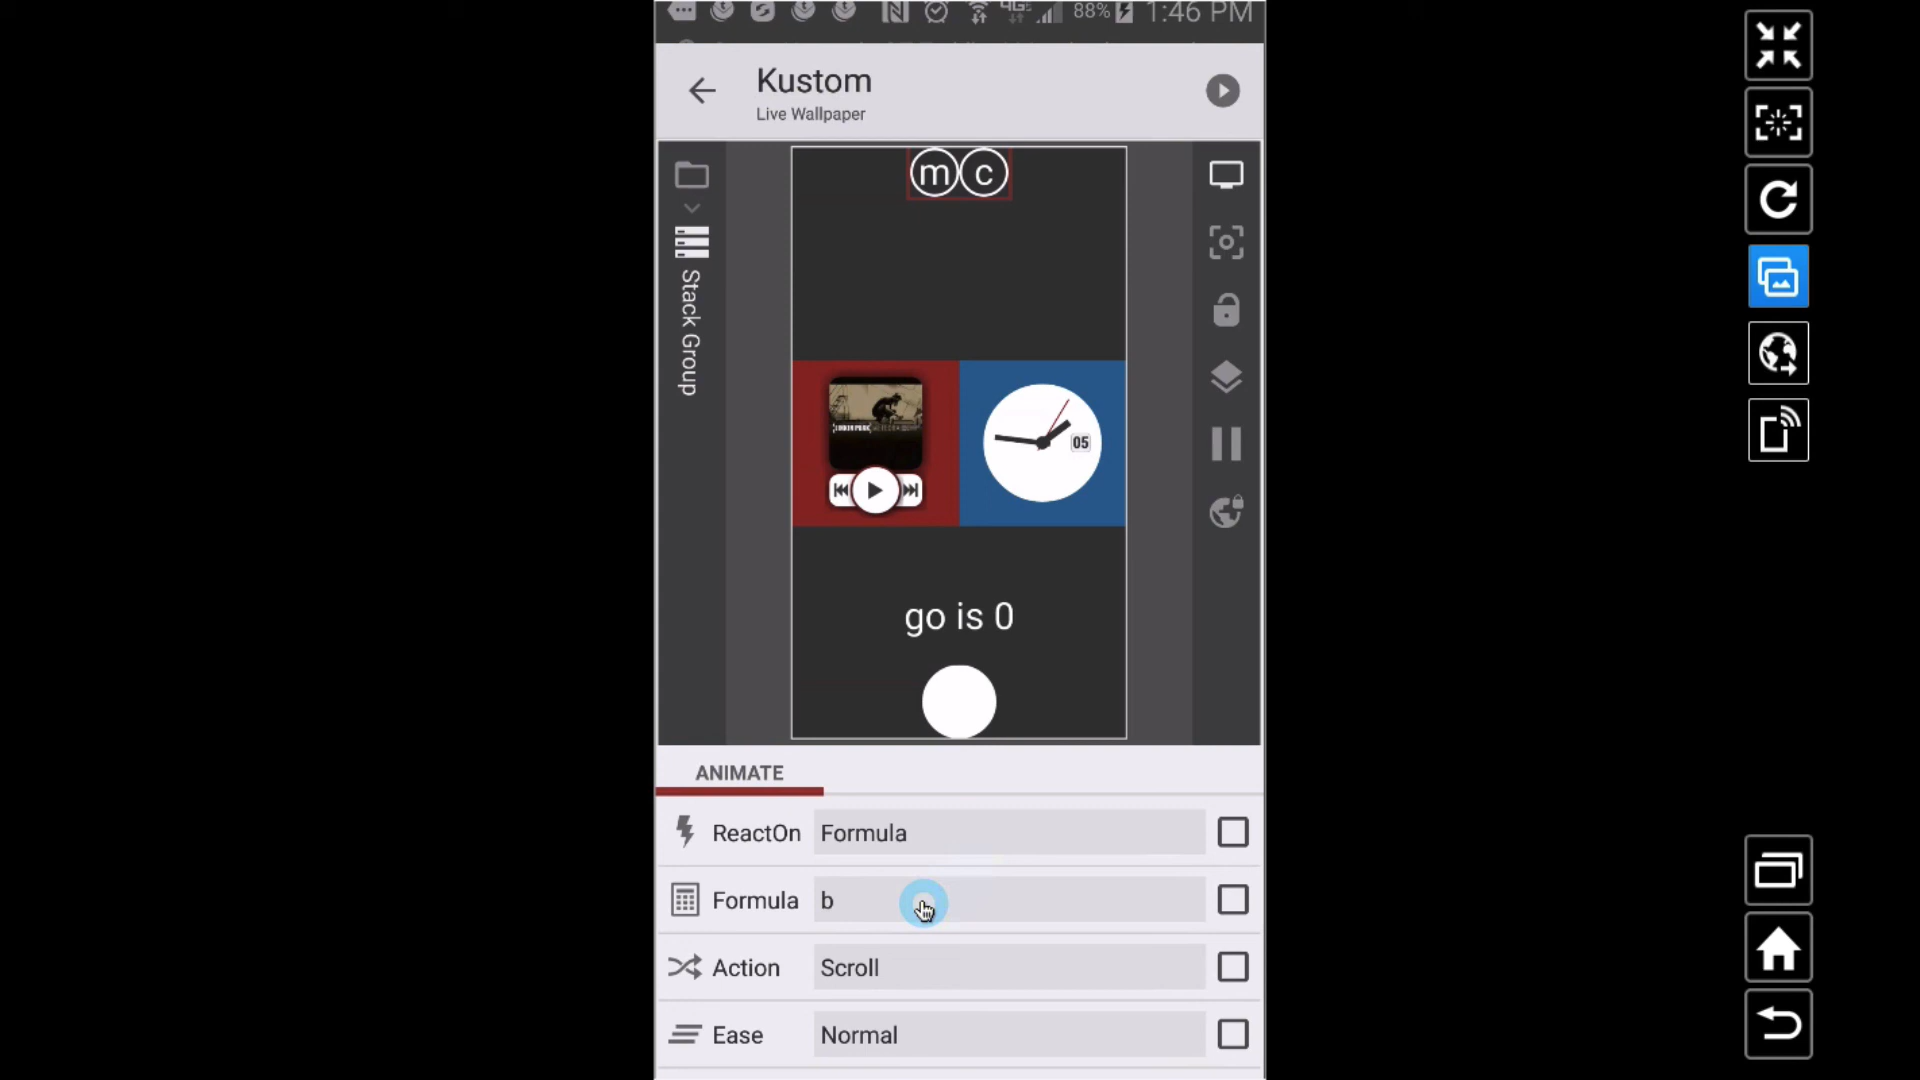 4G 88% 1:46 PM
Kustom
Live Wallpaper
m c
Stack Group
05
go is 0
ANIMATE
ReactOn Formula
Formula b
Action Scroll
Ease Normal